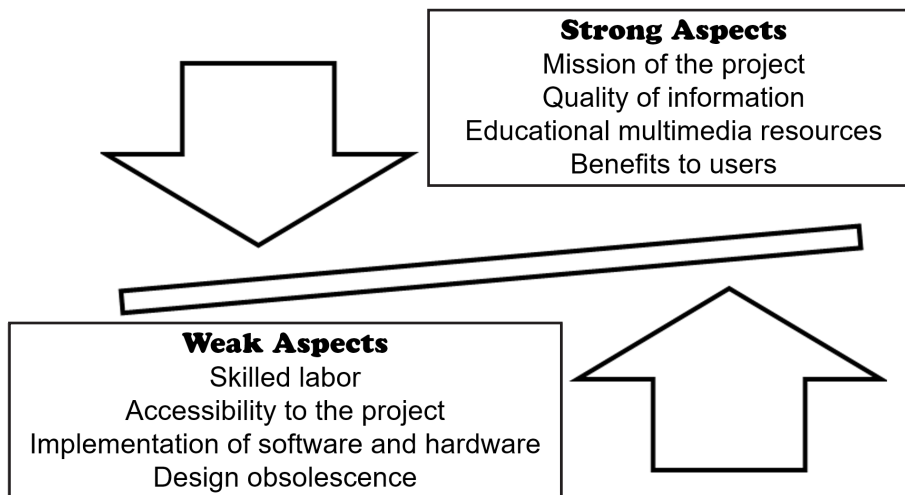 Strong Aspects
Mission of the project
Quality of information
Educational multimedia resources
Benefits to users
Weak Aspects
Skilled labor
Accessibility to the project
Implementation of software and hardware
Design obsolescence